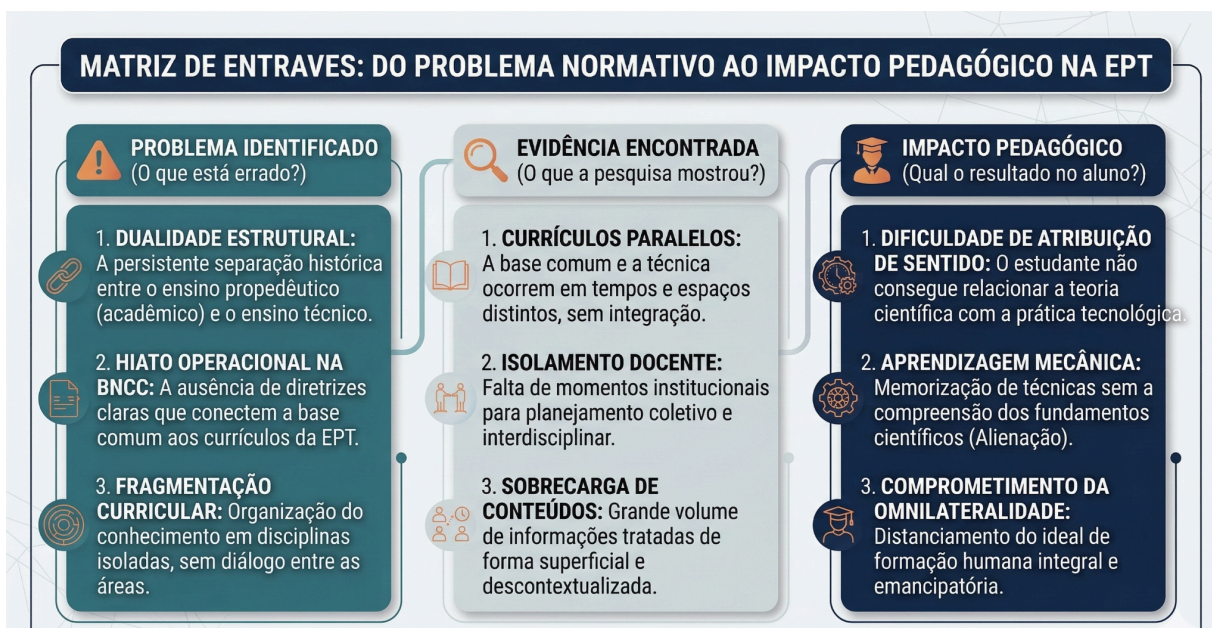 MATRIZ DE ENTRAVES: DO PROBLEMA NORMATIVO AO IMPACTO PEDAGÓGICO NA EPT
PROBLEMA IDENTIFICADO
(O que está errado?)
1. DUALIDADE ESTRUTURAL:
A persistente separação histórica
entre o ensino propedêutico
(acadêmico) e o ensino técnico.
2. HIATO OPERACIONAL NA
BNCC: A ausência de diretrizes
claras que conectem a base
comum aos currículos da EPT.
3. FRAGMENTAÇÃO
CURRICULAR: Organização do
conhecimento em disciplinas
isoladas, sem diálogo entre as
áreas.
EVIDÊNCIA ENCONTRADA
(O que a pesquisa mostrou?)
1. CURRÍCULOS PARALELOS:
A base comum e a técnica
ocorrem em tempos e espaços
distintos, sem integração.
2. ISOLAMENTO DOCENTE:
Falta de momentos institucionais
para planejamento coletivo e
interdisciplinar.
3. SOBRECARGA DE
CONTEÚDOS: Grande volume
de informações tratadas de
forma superficial e
descontextualizada.
IMPACTO PEDAGÓGICO
(Qual o resultado no aluno?)
1. DIFICULDADE DE ATRIBUIÇÃO
DE SENTIDO: O estudante não
consegue relacionar a teoria
científica com a prática tecnológica.
2. APRENDIZAGEM MECÂNICA:
Memorização de técnicas sem a
compreensão dos fundamentos
científicos (Alienação).
3. COMPROMETIMENTO DA
OMNILATERALIDADE:
Distanciamento do ideal de
formação humana integral e
emancipatória.